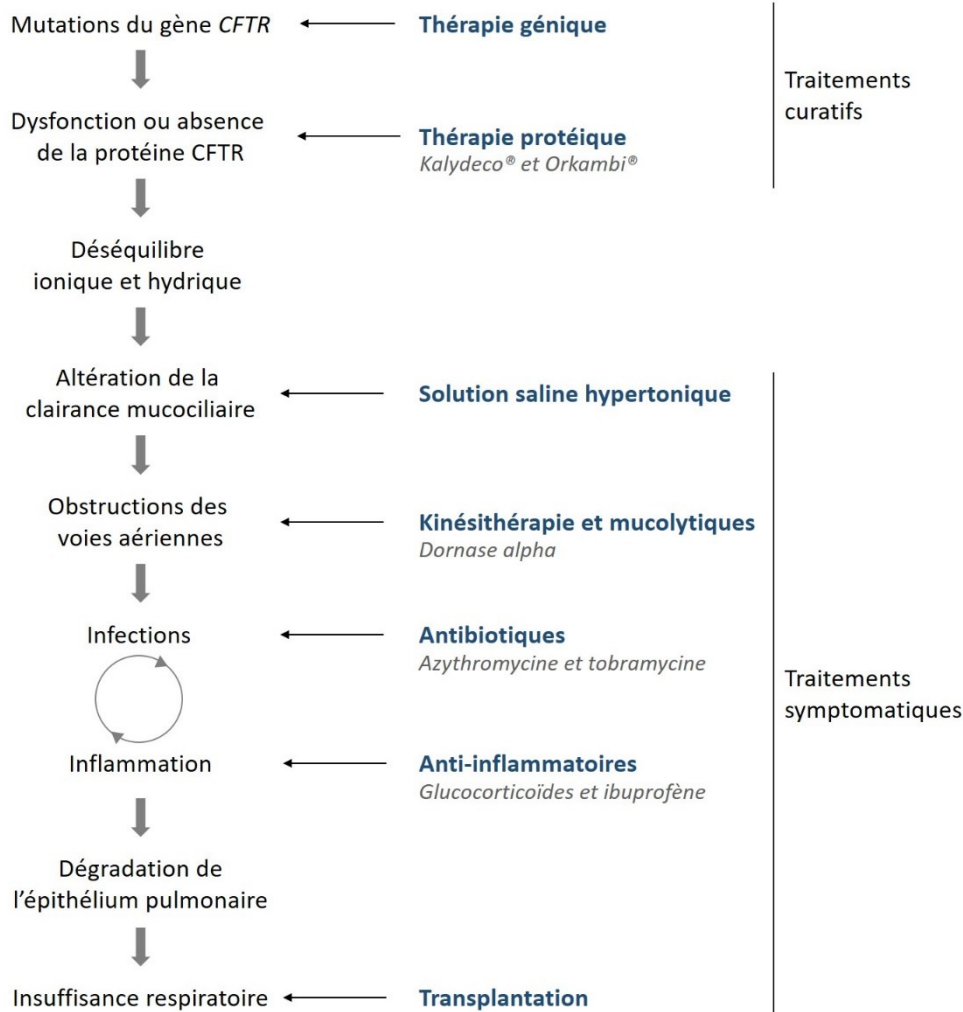 Mutations du gène CFTR
Thérapie génique
Traitements
curatifs
Dysfonction ou absence
de la protéine CFTR
Thérapie protéique
Kalydeco® et Orkambi®
Déséquilibre
ionique et hydrique
Altération de la
clairance mucociliaire
Solution saline hypertonique
Obstructions des
voies aériennes
Kinésithérapie et mucolytiques
Dornase alpha
Infections
Antibiotiques
Azythromycine et tobramycine
Traitements
symptomatiques
Inflammation
Anti-inflammatoires
Glucocorticoïdes et ibuprofène
Dégradation de
l’épithélium pulmonaire
Insuffisance respiratoire
Transplantation